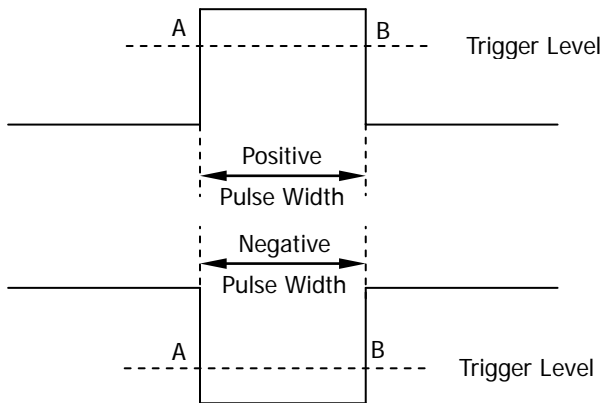 A
B
Trigger Level
Positive
Pulse Width
Negative
Pulse Width
A
B
Trigger Level